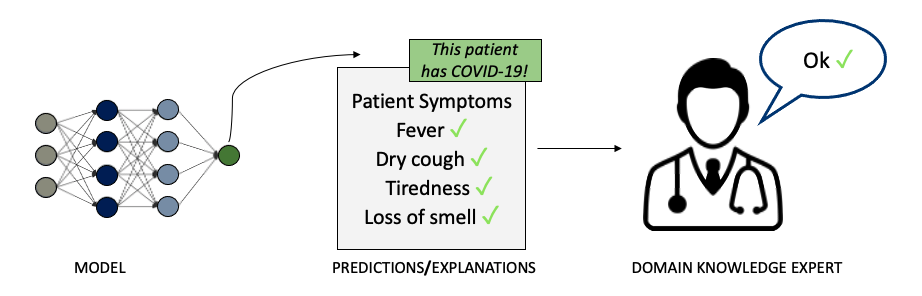 This patient
has COVID-19!
Patient Symptoms
Fever ✓
Dry cough ✓
Tiredness ✓
Loss of smell ✓
Ok ✓
MODEL
PREDICTIONS/EXPLANATIONS
DOMAIN KNOWLEDGE EXPERT